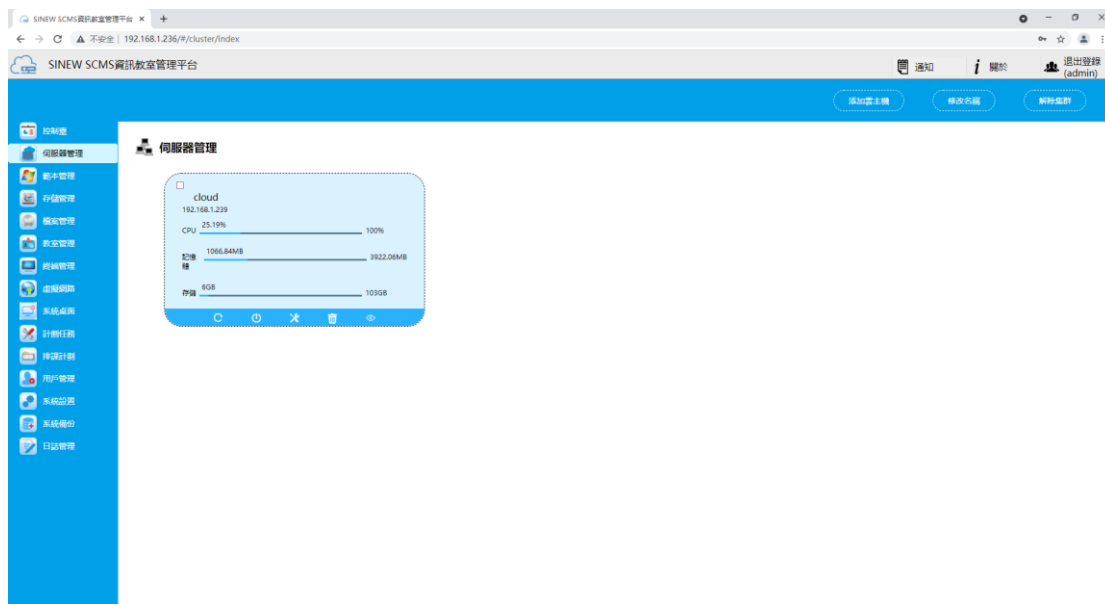 SINEW SCMS資訊教室管理平台
不安全 | 192.168.1.236/#/cluster/index
SINEW SCMS資訊教室管理平台
通知
關於
退出登錄
(admin)
添加雲主機
修改名稱
解除集群
控制臺
伺服器管理
範本管理
存儲管理
檔案管理
教室管理
終端管理
虛擬網路
系統桌面
計劃任務
排課計劃
用戶管理
系統設置
系統備份
日誌管理
伺服器管理
cloud
192.168.1.239
CPU 25.19% 100%
記憶體 1066.84MB 3922.06MB
存儲 6GB 103GB